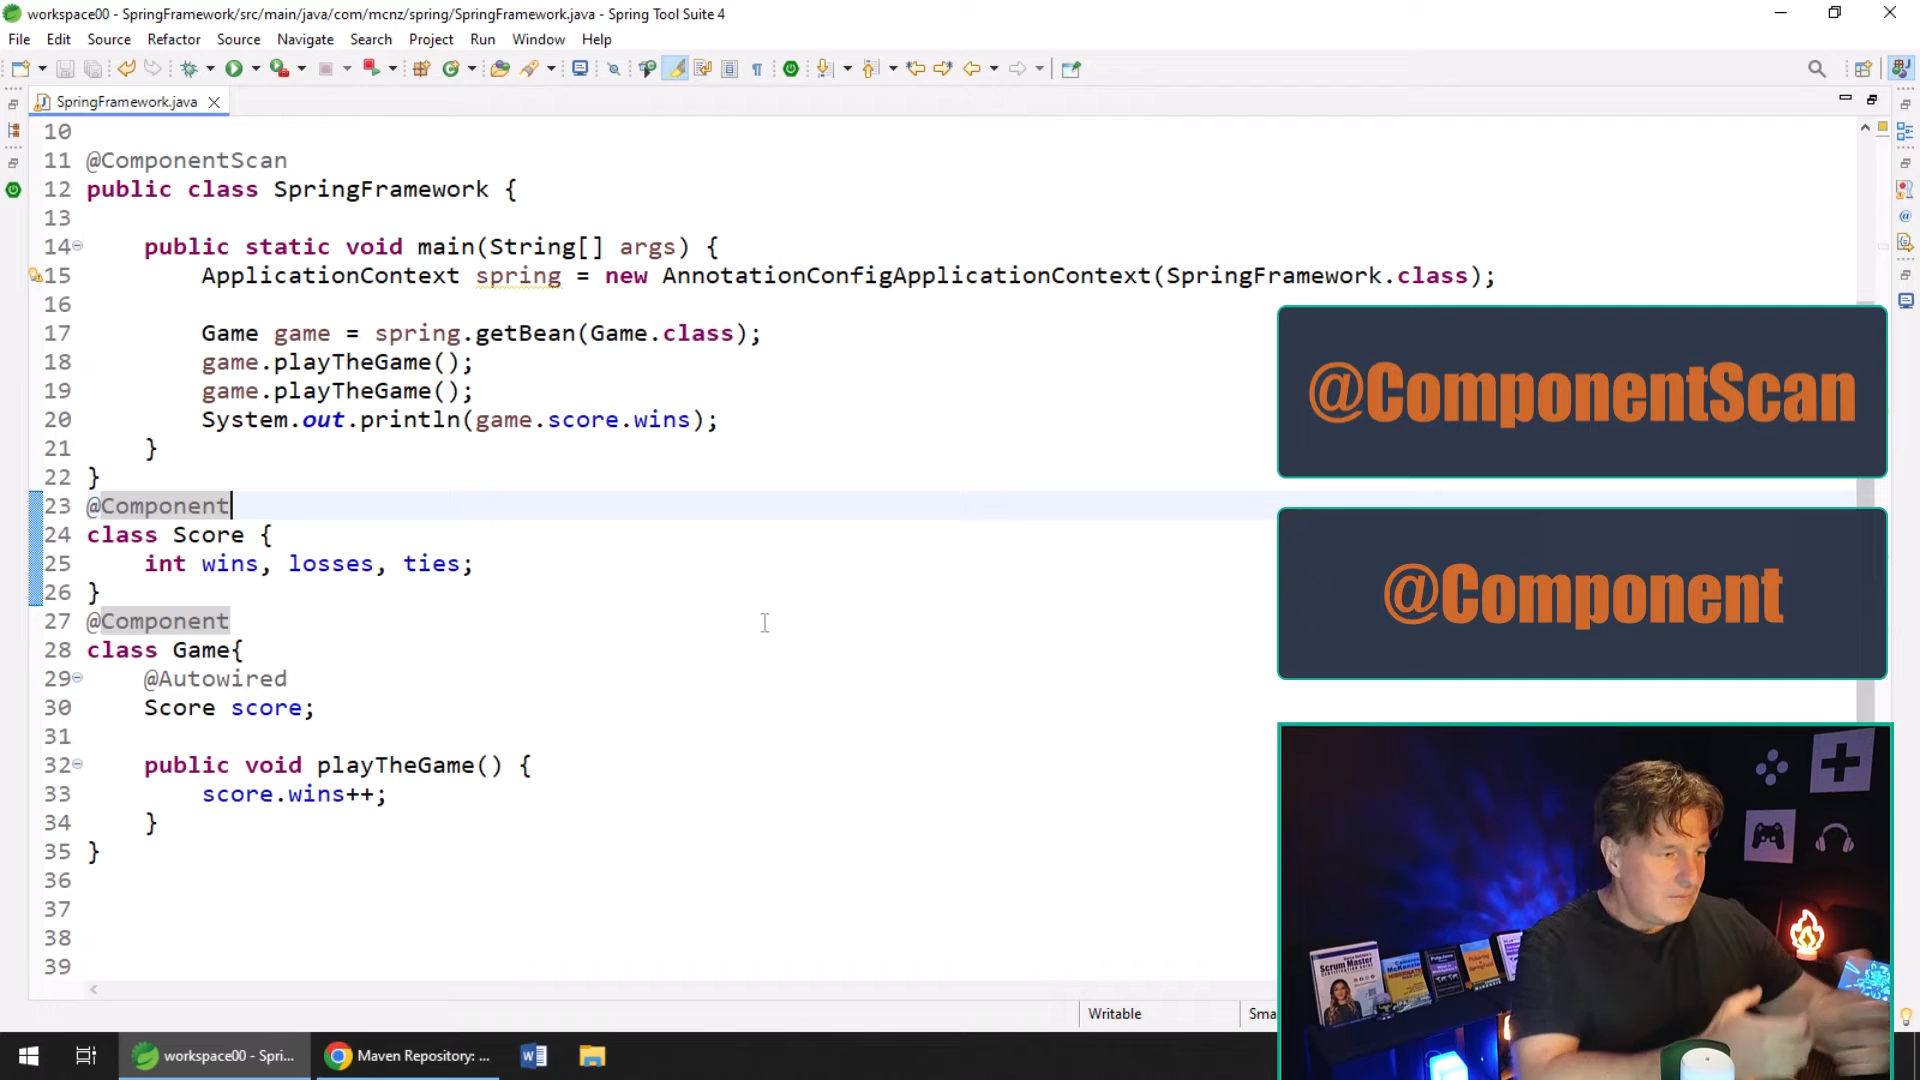 workspace00 - SpringFramework/src/main/java/com/mcnz/spring/SpringFramework.java - Spring Tool Suite 4
File Edit Source Refactor Source Navigate Search Project Run Window Help
SpringFramework.java
10
11 @ComponentScan
12 public class SpringFramework {
13
14 public static void main(String[] args) {
15 ApplicationContext spring = new AnnotationConfigApplicationContext(SpringFramework.class);
16
17 Game game = spring.getBean(Game.class);
18 game.playTheGame();
19 game.playTheGame();
20 System.out.println(game.score.wins);
21 }
22 }
23 @Component
24 class Score {
25 int wins, losses, ties;
26 }
27 @Component
28 class Game{
29 @Autowired
30 Score score;
31
32 public void playTheGame() {
33 score.wins++;
34 }
35 }
36
37
38
39
@ComponentScan
@Component
Scrum Master
Writable
Sma
workspace00 - Spri...
Maven Repository: ...